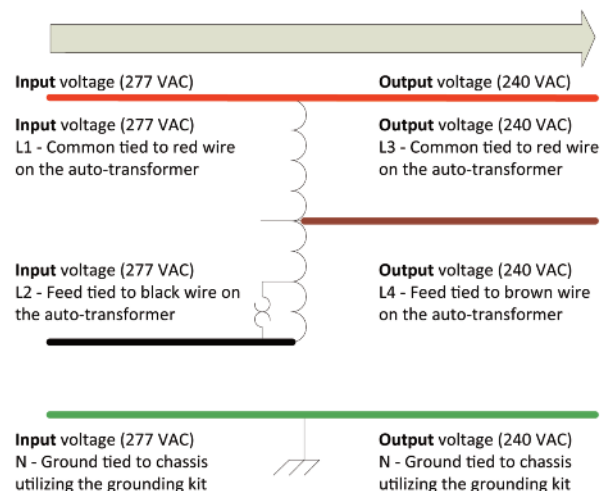 Input voltage (277 VAC)
Output voltage (240 VAC)
Input voltage (277 VAC)
L1 - Common tied to red wire
on the auto-transformer
Output voltage (240 VAC)
L3 - Common tied to red wire
on the auto-transformer
Input voltage (277 VAC)
L2 - Feed tied to black wire on
the auto-transformer
Output voltage (240 VAC)
L4 - Feed tied to brown wire
on the auto-transformer
Input voltage (277 VAC)
N - Ground tied to chassis
utilizing the grounding kit
Output voltage (240 VAC)
N - Ground tied to chassis
utilizing the grounding kit